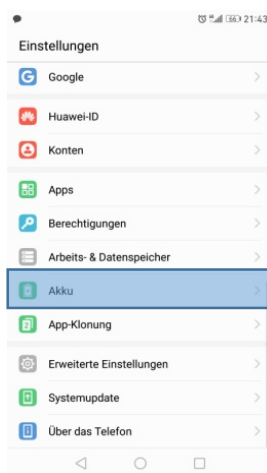 66 21:43
Einstellungen
Google
Huawei-ID
Konten
Apps
Berechtigungen
Arbeits- & Datenspeicher
Akku
App-Klonung
Erweiterte Einstellungen
Systemupdate
Über das Telefon